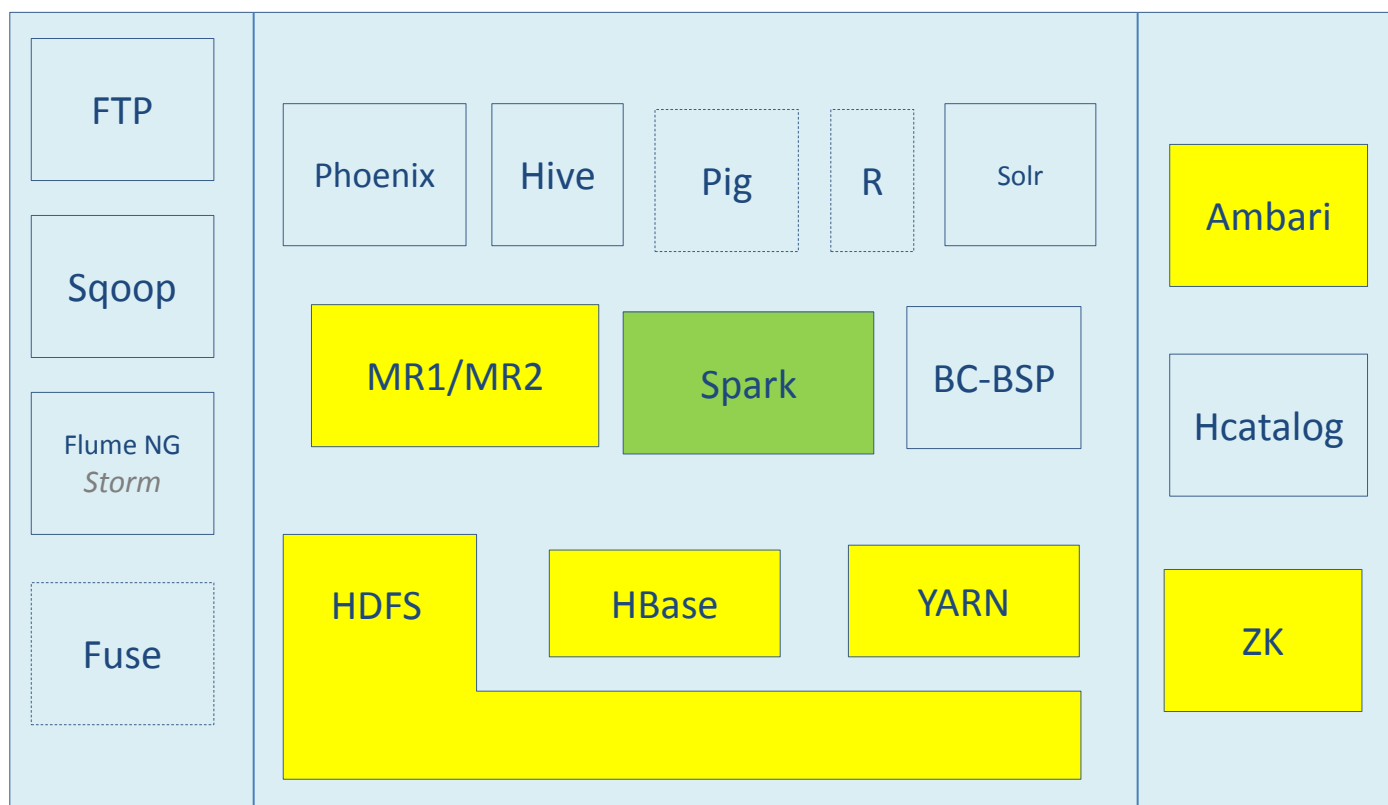 FTP
Sqoop
Flume NG
Storm
Fuse
Phoenix
Hive
Pig
R
Solr
MR1/MR2
Spark
BC-BSP
HDFS
HBase
YARN
Ambari
Hcatalog
ZK